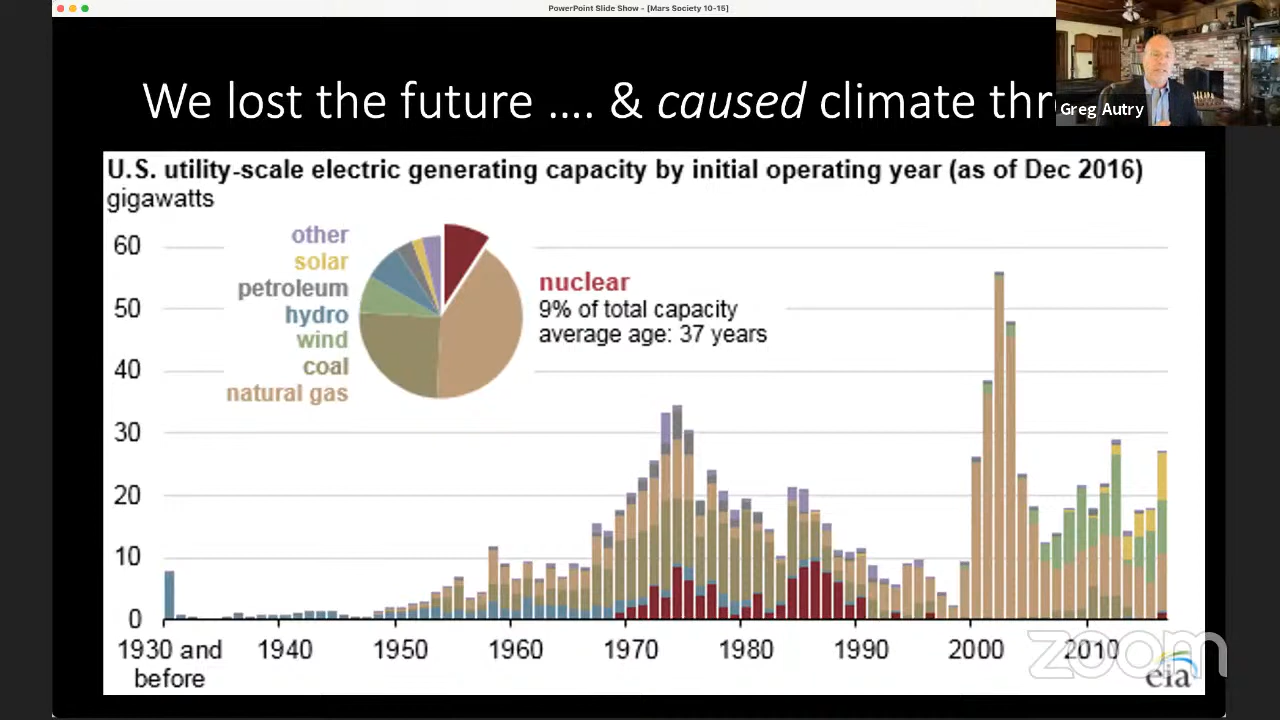 PowerPoint Slide Show - [Mars Society 10-15]
We lost the future .... & caused climate thr
Greg Autry
U.S. utility-scale electric generating capacity by initial operating year (as of Dec 2016)
gigawatts
other
solar
petroleum
hydro
wind
coal
natural gas
nuclear
9% of total capacity
average age: 37 years
60
50
40
30
20
10
0
1930 and before
1940
1950
1960
1970
1980
1990
2000
2010
zoom
eia